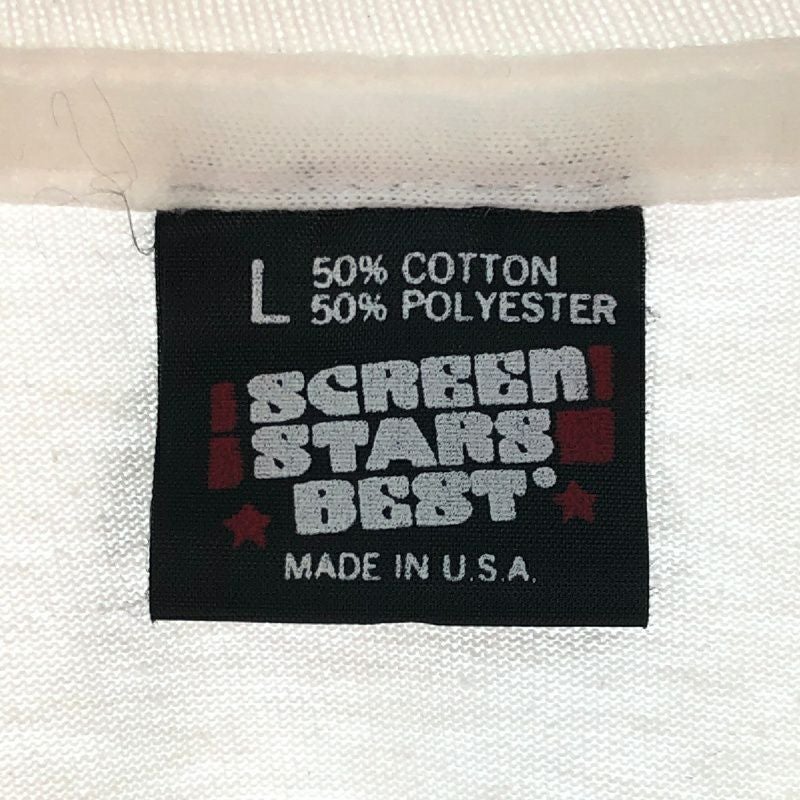 L 50% COTTON
50% POLYESTER
SCREEN
STARS
BEST
MADE IN U.S.A.